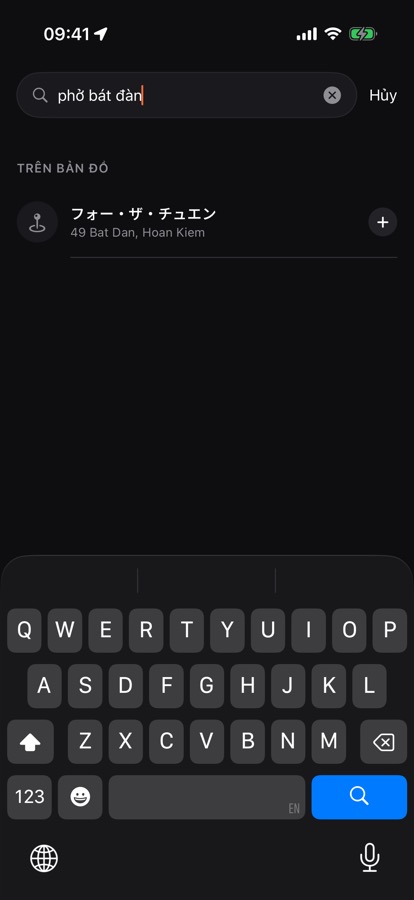 09:41
phở bát đàn
Hủy
TRÊN BẢN ĐỒ
フォー・ザ・チュエン
49 Bat Dan, Hoan Kiem
Q W E R T Y U I O P
A S D F G H J K L
Z X C V B N M
123
EN